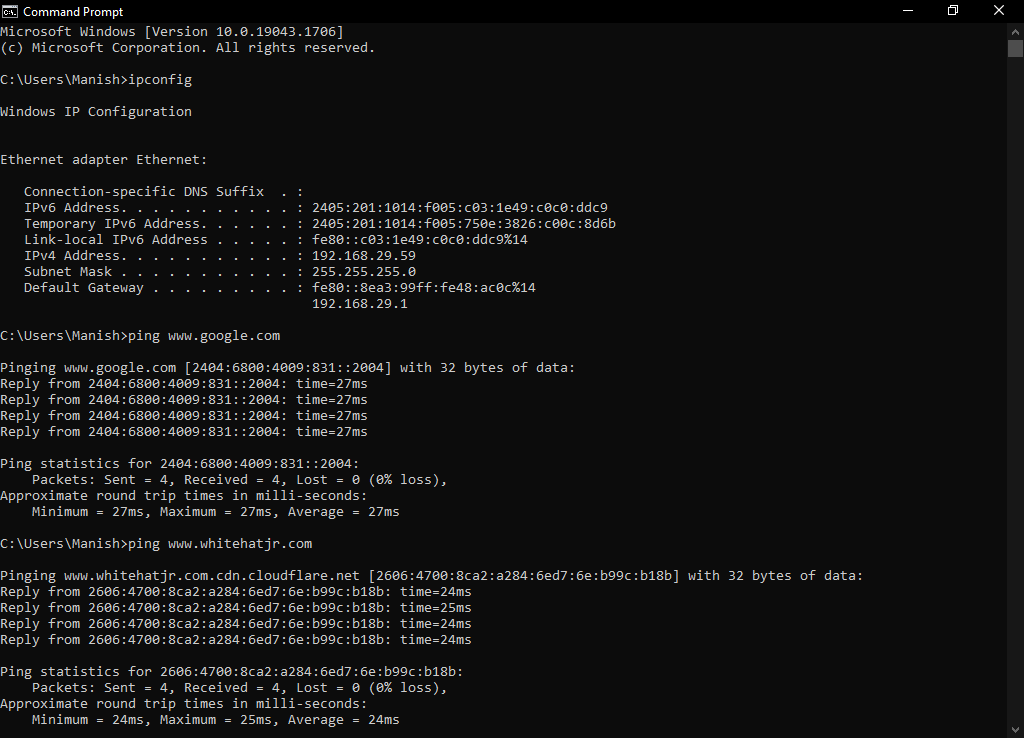 Command Prompt
Microsoft Windows [Version 10.0.19043.1706]
(c) Microsoft Corporation. All rights reserved.
C:\Users\Manish>ipconfig
Windows IP Configuration
Ethernet adapter Ethernet:
   Connection-specific DNS Suffix  . :
   IPv6 Address. . . . . . . . . . . : 2405:201:1014:f005:c03:1e49:c0c0:ddc9
   Temporary IPv6 Address. . . . . . : 2405:201:1014:f005:750e:3826:c00c:8d6b
   Link-local IPv6 Address . . . . . : fe80::c03:1e49:c0c0:ddc9%14
   IPv4 Address. . . . . . . . . . . : 192.168.29.59
   Subnet Mask . . . . . . . . . . . : 255.255.255.0
   Default Gateway . . . . . . . . . : fe80::8ea3:99ff:fe48:ac0c%14
                                       192.168.29.1
C:\Users\Manish>ping www.google.com
Pinging www.google.com [2404:6800:4009:831::2004] with 32 bytes of data:
Reply from 2404:6800:4009:831::2004: time=27ms
Reply from 2404:6800:4009:831::2004: time=27ms
Reply from 2404:6800:4009:831::2004: time=27ms
Reply from 2404:6800:4009:831::2004: time=27ms
Ping statistics for 2404:6800:4009:831::2004:
    Packets: Sent = 4, Received = 4, Lost = 0 (0% loss),
Approximate round trip times in milli-seconds:
    Minimum = 27ms, Maximum = 27ms, Average = 27ms
C:\Users\Manish>ping www.whitehatjr.com
Pinging www.whitehatjr.com.cdn.cloudflare.net [2606:4700:8ca2:a284:6ed7:6e:b99c:b18b] with 32 bytes of data:
Reply from 2606:4700:8ca2:a284:6ed7:6e:b99c:b18b: time=24ms
Reply from 2606:4700:8ca2:a284:6ed7:6e:b99c:b18b: time=25ms
Reply from 2606:4700:8ca2:a284:6ed7:6e:b99c:b18b: time=24ms
Reply from 2606:4700:8ca2:a284:6ed7:6e:b99c:b18b: time=24ms
Ping statistics for 2606:4700:8ca2:a284:6ed7:6e:b99c:b18b:
    Packets: Sent = 4, Received = 4, Lost = 0 (0% loss),
Approximate round trip times in milli-seconds:
    Minimum = 24ms, Maximum = 25ms, Average = 24ms